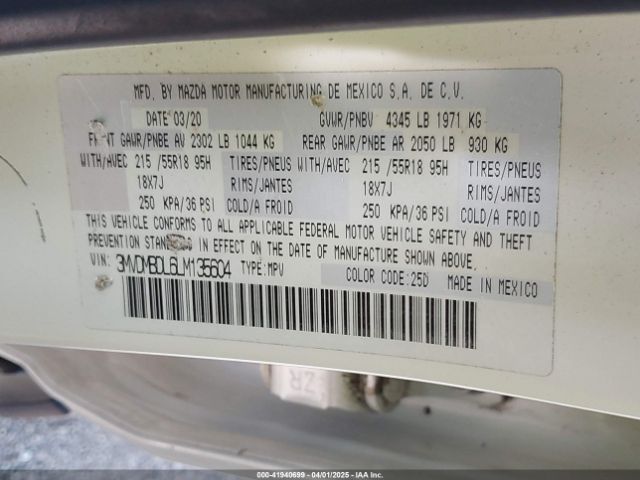 MFD. BY MAZDA MOTOR MANUFACTURING DE MEXICO S.A. DE C.V.
DATE 03/20 GVWR/PNBV 4345 LB 1971 KG
FRONT GAWR/PNBE AV 2302 LB 1044 KG REAR GAWR/PNBE AR 2050 LB 930 KG
WITH/AVEC 215 /55R18 95H TIRES/PNEUS WITH/AVEC 215 /55R18 95H TIRES/PNEUS
18X7J RIMS/JANTES 18X7J RIMS/JANTES
250 KPA/36 PSI COLD/A FROID 250 KPA/36 PSI COLD/A FROID
THIS VEHICLE CONFORMS TO ALL APPLICABLE FEDERAL MOTOR VEHICLE SAFETY AND THEFT
PREVENTION STANDARD IN EFFECT ON THE DATE OF MANUFACTURE SHOWN ABOVE.
VIN: 3MVDMBDL6LM135604 TYPE:MPV COLOR CODE:25D MADE IN MEXICO
ZR
© -- 41940699 - 04/01/2025 - IAAI.com